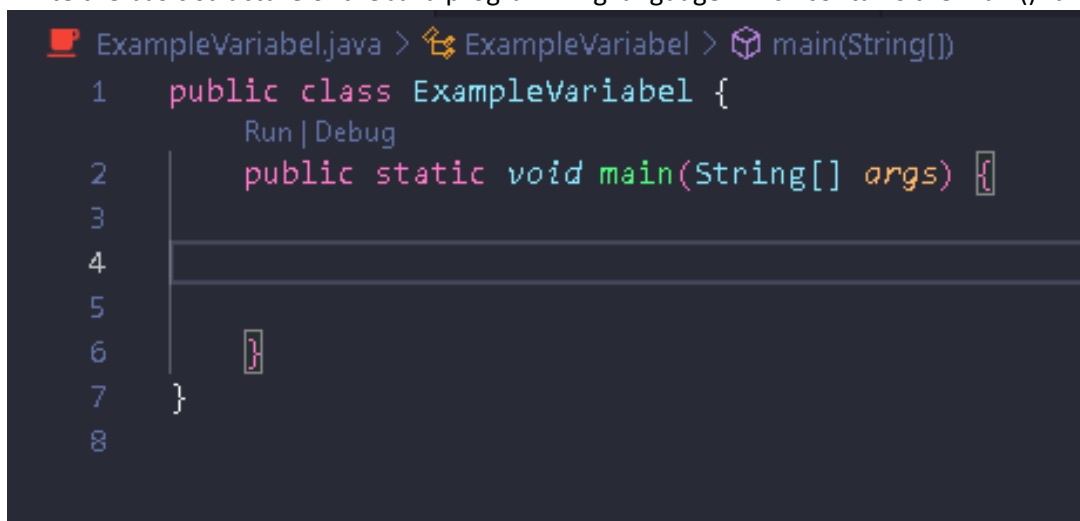 ExampleVariabel.java > ExampleVariabel > main(String[])
1 public class ExampleVariabel {
Run | Debug
2 public static void main(String[] args) {
3
4
5
6 }
7 }
8